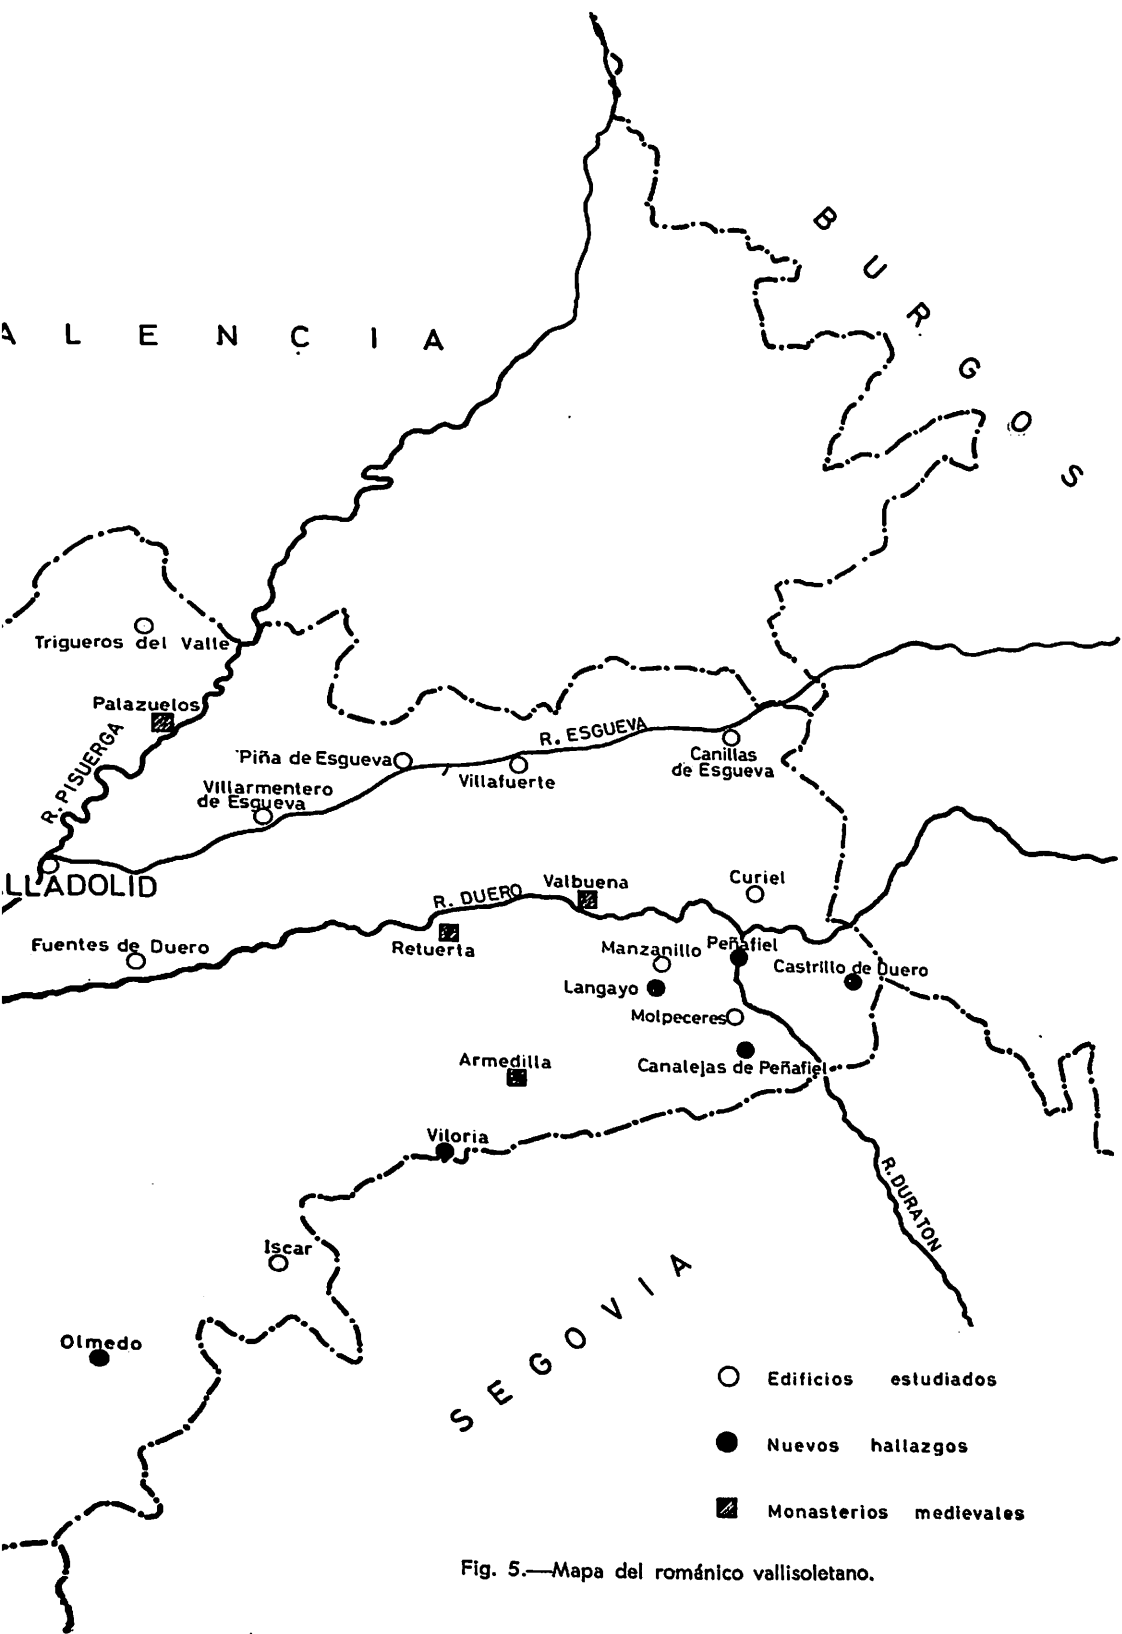 BURGOS
ALENCIA
Trigueros del Valle
Palazuelos
R. PISUERGA
Piña de Esgueva
R. ESGUEVA
Canillas
de Esgueva
Villafuerte
Villarmentero
de Esgueva
LLADOLID
Valbuena
Curiel
R. DUERO
Fuentes de Duero
Retuerta
Manzanillo
Peñafiel
Castrillo de Duero
Langayo
Molpeceres
Armedilla
Canalejas de Peñafiel
Viloria
R. DURATON
Iscar
SEGOVIA
Olmedo
Edificios estudiados
Nuevos hallazgos
Monasterios medievales
Fig. 5.—Mapa del románico vallisoletano.